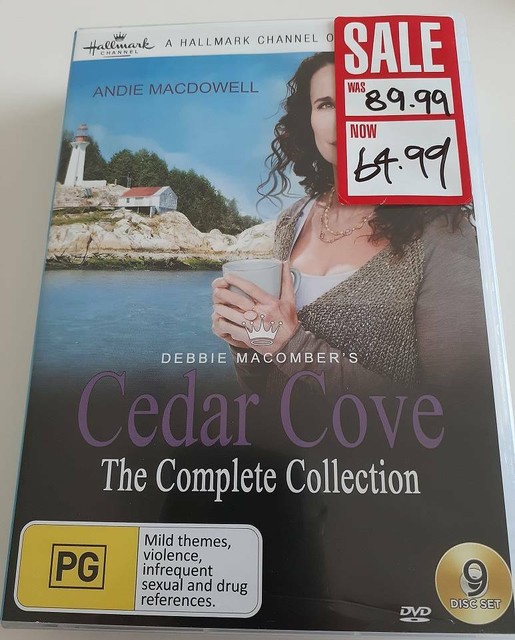 Hallmark
CHANNEL
A HALLMARK CHANNEL O
SALE
WAS 89.99
NOW
64.99
ANDIE MACDOWELL
DEBBIE MACOMBER'S
Cedar Cove
The Complete Collection
PG
Mild themes,
violence,
infrequent
sexual and drug
references.
DVD
9
DISC SET